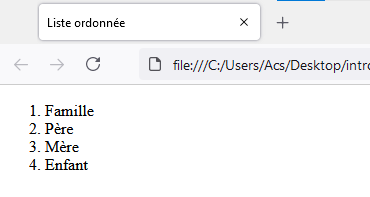 Liste ordonnée
file:///C:/Users/Acs/Desktop/intro
1. Famille
2. Père
3. Mère
4. Enfant